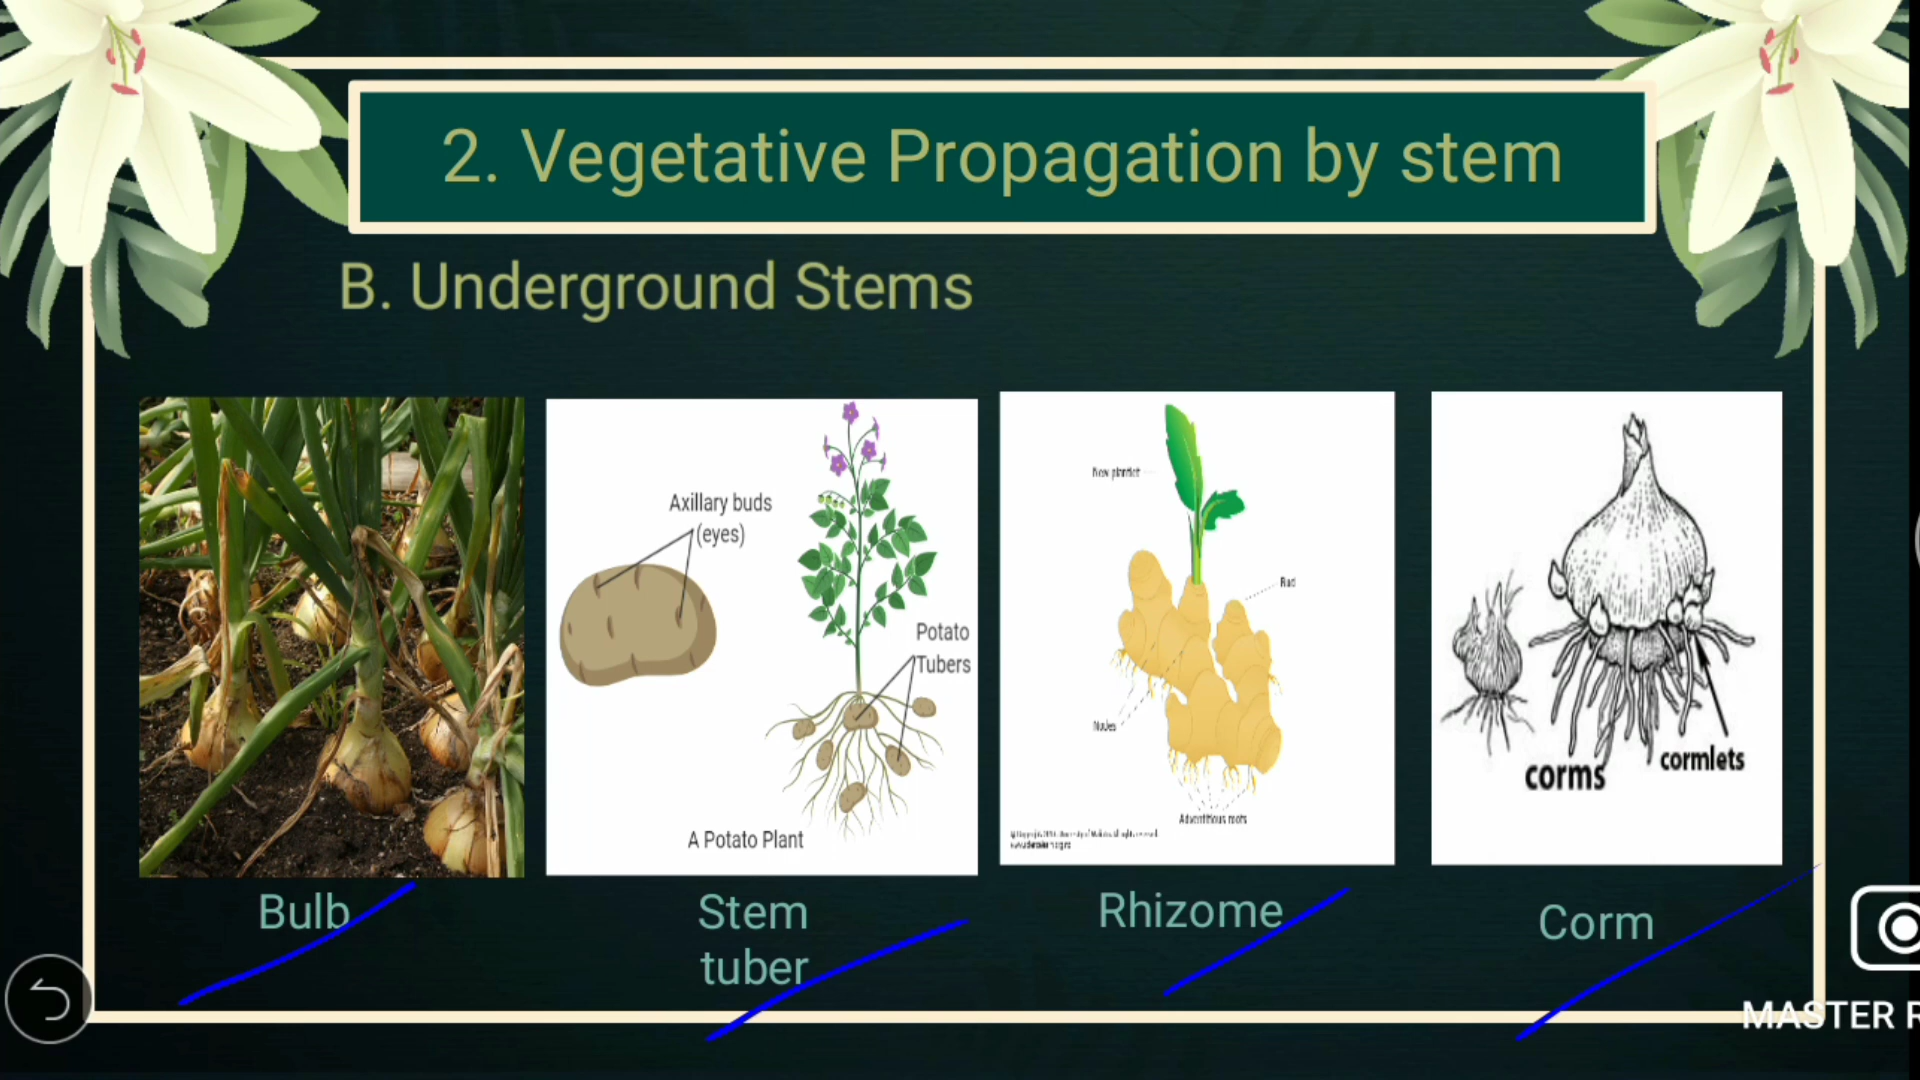 2. Vegetative Propagation by stem
B. Underground Stems
Axillary buds
(eyes)
Potato
Tubers
A Potato Plant
New plantlet
Bud
Nodes
Adventitious roots
corms
cormlets
Bulb
Stem
tuber
Rhizome
Corm
MASTER R